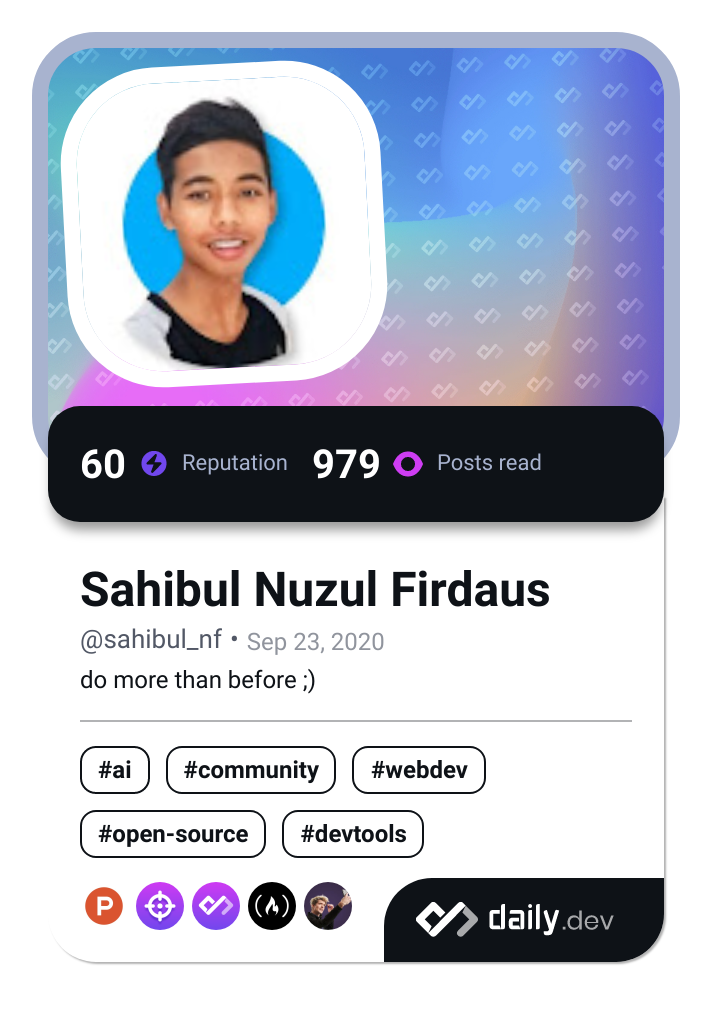 60 Reputation 979 Posts read
Sahibul Nuzul Firdaus
@sahibul_nf • Sep 23, 2020
do more than before ;)
#ai #community #webdev
#open-source #devtools
P
daily.dev